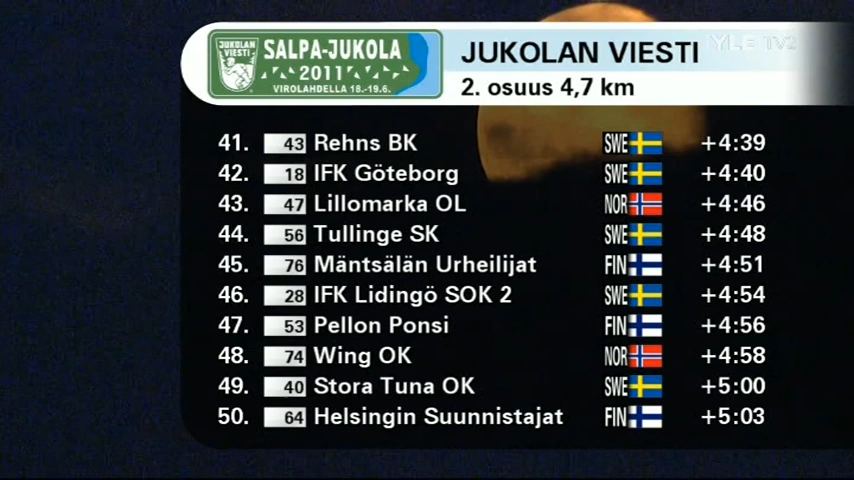 JUKOLAN VIESTI
SALPA-JUKOLA
2011
VIROLAHDELLA 18.-19.6.
JUKOLAN VIESTI
YLE TV2
2. osuus 4,7 km
41. 43 Rehns BK SWE +4:39
42. 18 IFK Göteborg SWE +4:40
43. 47 Lillomarka OL NOR +4:46
44. 56 Tullinge SK SWE +4:48
45. 76 Mäntsälän Urheilijat FIN +4:51
46. 28 IFK Lidingö SOK 2 SWE +4:54
47. 53 Pellon Ponsi FIN +4:56
48. 74 Wing OK NOR +4:58
49. 40 Stora Tuna OK SWE +5:00
50. 64 Helsingin Suunnistajat FIN +5:03